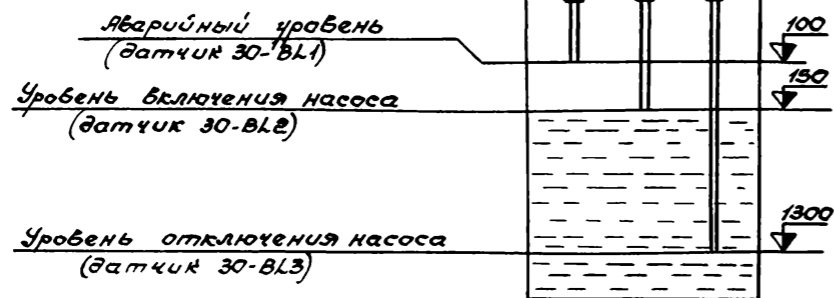 Аварийный уровень
(датчик 30-BL1)
100
150
Уровень включения насоса
(датчик 30-BL2)
1300
Уровень отключения насоса
(датчик 30-BL3)